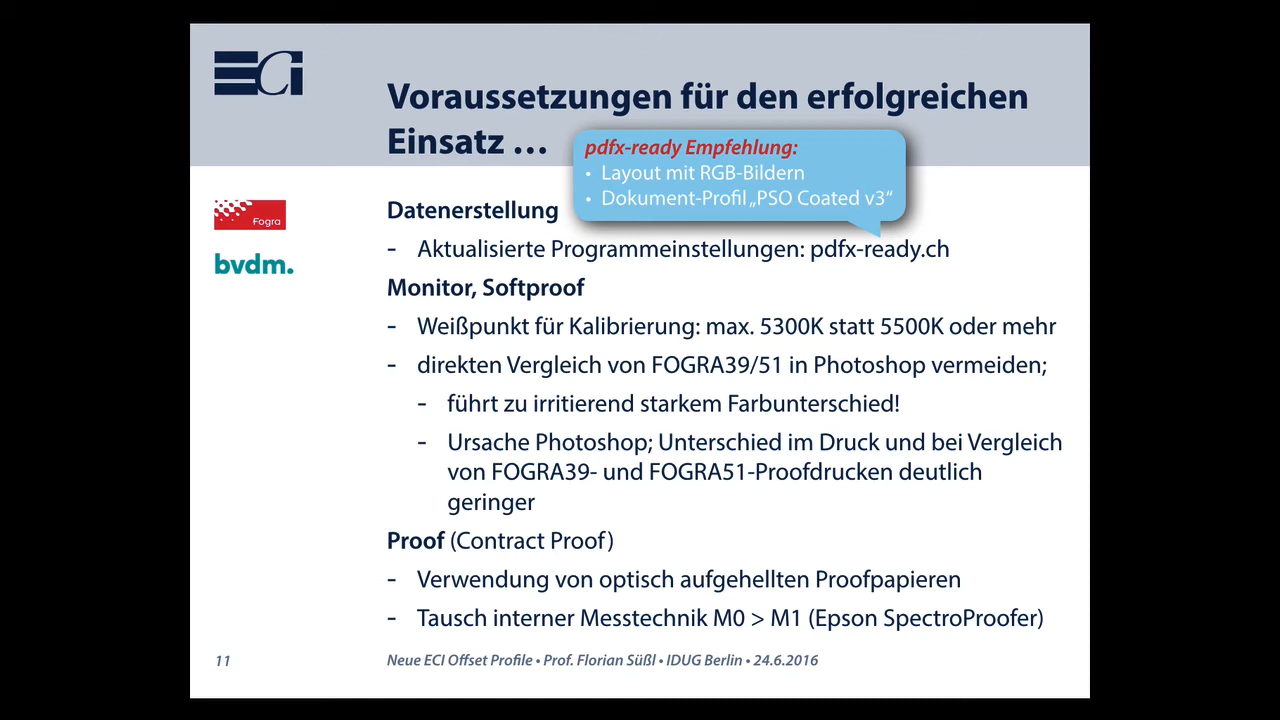 ECI
Voraussetzungen für den erfolgreichen
Einsatz …
pdfx-ready Empfehlung:
• Layout mit RGB-Bildern
• Dokument-Profil „PSO Coated v3“
Fogra
bvdm.
Datenerstellung
- Aktualisierte Programmeinstellungen: pdfx-ready.ch
Monitor, Softproof
- Weißpunkt für Kalibrierung: max. 5300K statt 5500K oder mehr
- direkten Vergleich von FOGRA39/51 in Photoshop vermeiden;
- führt zu irritierend starkem Farbunterschied!
- Ursache Photoshop; Unterschied im Druck und bei Vergleich
von FOGRA39- und FOGRA51-Proofdrucken deutlich
geringer
Proof (Contract Proof)
- Verwendung von optisch aufgehellten Proofpapieren
- Tausch interner Messtechnik M0 > M1 (Epson SpectroProofer)
11
Neue ECI Offset Profile • Prof. Florian Süßl • IDUG Berlin • 24.6.2016